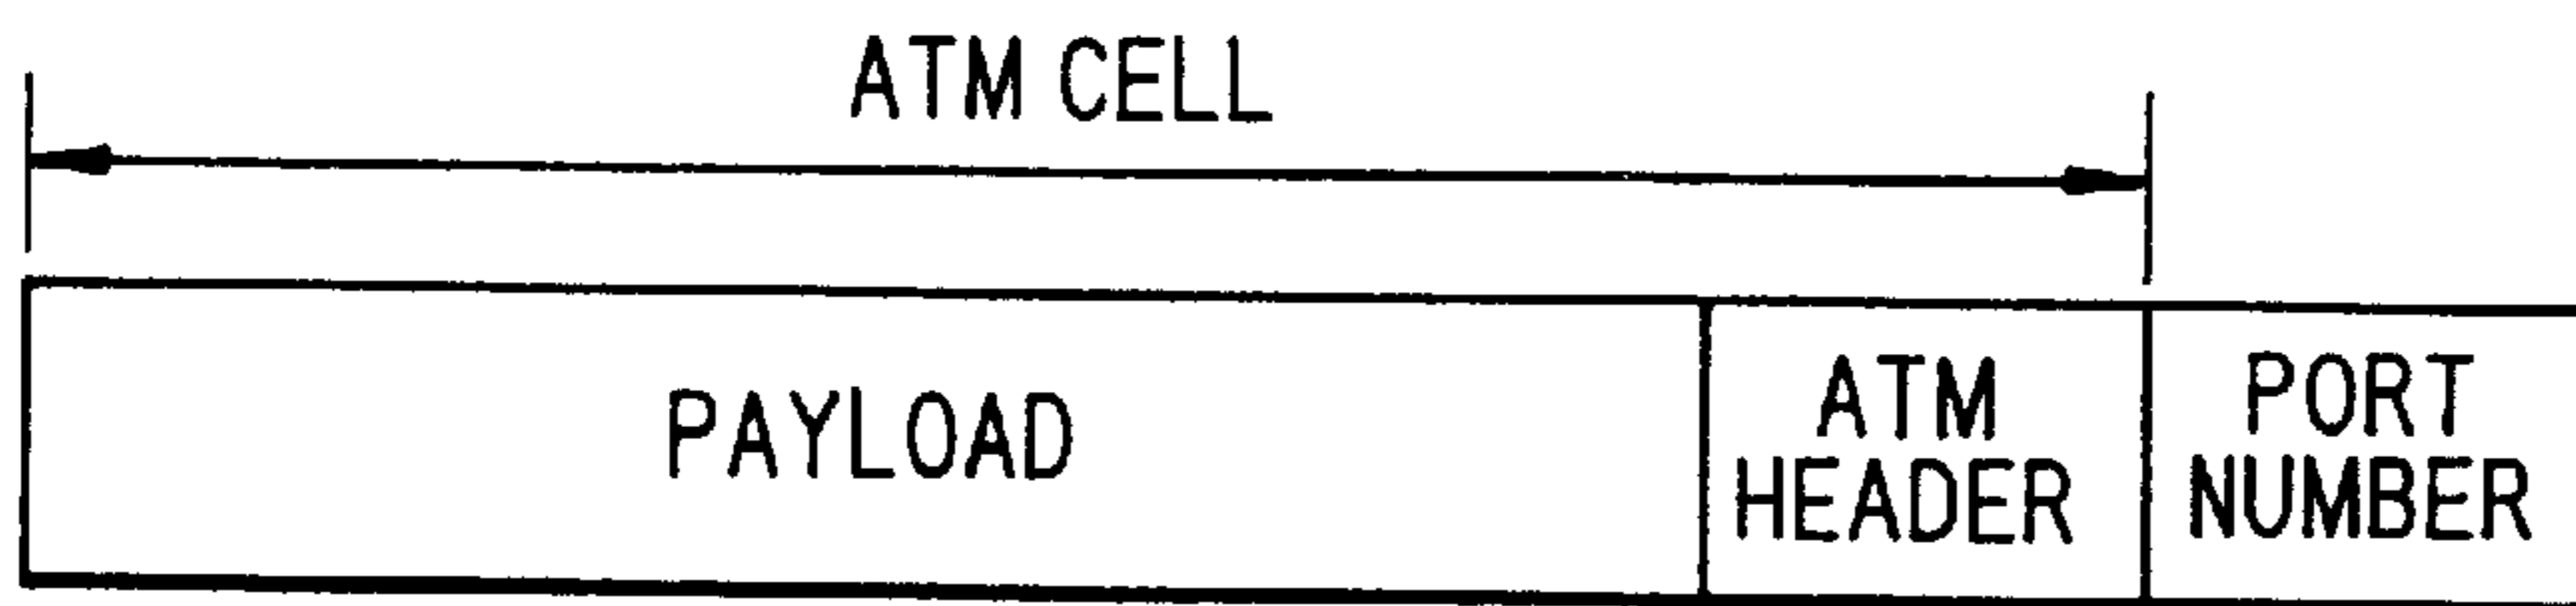 ATM CELL
PAYLOAD
ATM
HEADER
PORT
NUMBER